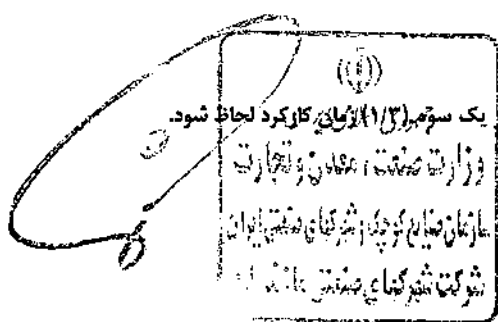 یک سوم (۱/۳) زمان کارکرد لحاظ شود.
وزارت صنعت، معدن و تجارت
سازمان صنایع کوچک و شهرکهای صنعتی ایران
شرکت شهرکهای صنعتی